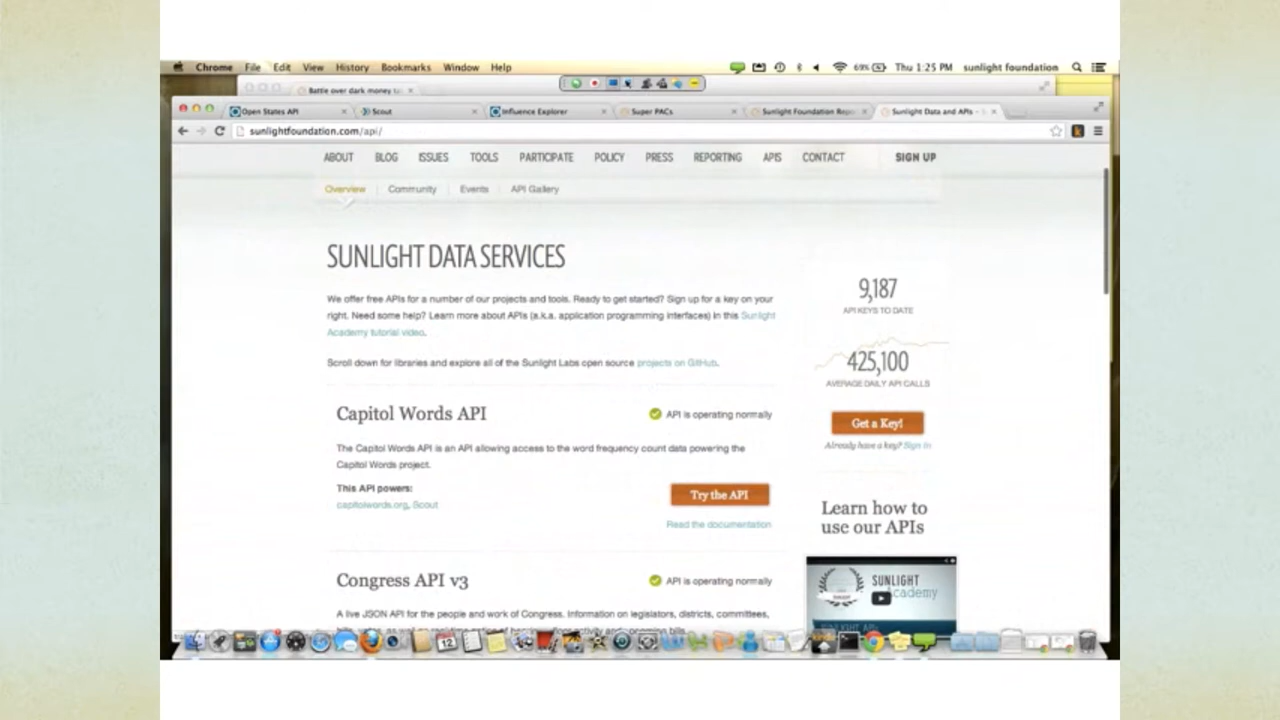 Chrome File Edit View History Bookmarks Window Help 69% Thu 1:25 PM sunlight foundation
Battle over dark money
Open States API Scout Influence Explorer Super PACs Sunlight Foundation Sunlight Data and APIs
sunlightfoundation.com/api/
ABOUT BLOG ISSUES TOOLS PARTICIPATE POLICY PRESS REPORTING APIS CONTACT SIGN UP
Overview Community Events API Gallery
SUNLIGHT DATA SERVICES
We offer free APIs for a number of our projects and tools. Ready to get started? Sign up for a key on your
right. Need some help? Learn more about APIs (a.k.a. application programming interfaces) in this Sunlight
Academy tutorial video.
Scroll down for libraries and explore all of the Sunlight Labs open source projects on GitHub.
9,187
API KEYS TO DATE
425,100
AVERAGE DAILY API CALLS
Get a Key!
Already have a key? Sign in
Capitol Words API API is operating normally
The Capitol Words API is an API allowing access to the word frequency count data powering the
Capitol Words project.
This API powers:
capitolwords.org, Scout
Try the API
Read the documentation
Learn how to
use our APIs
SUNLIGHT
Academy
Congress API v3 API is operating normally
A live JSON API for the people and work of Congress. Information on legislators, districts, committees,